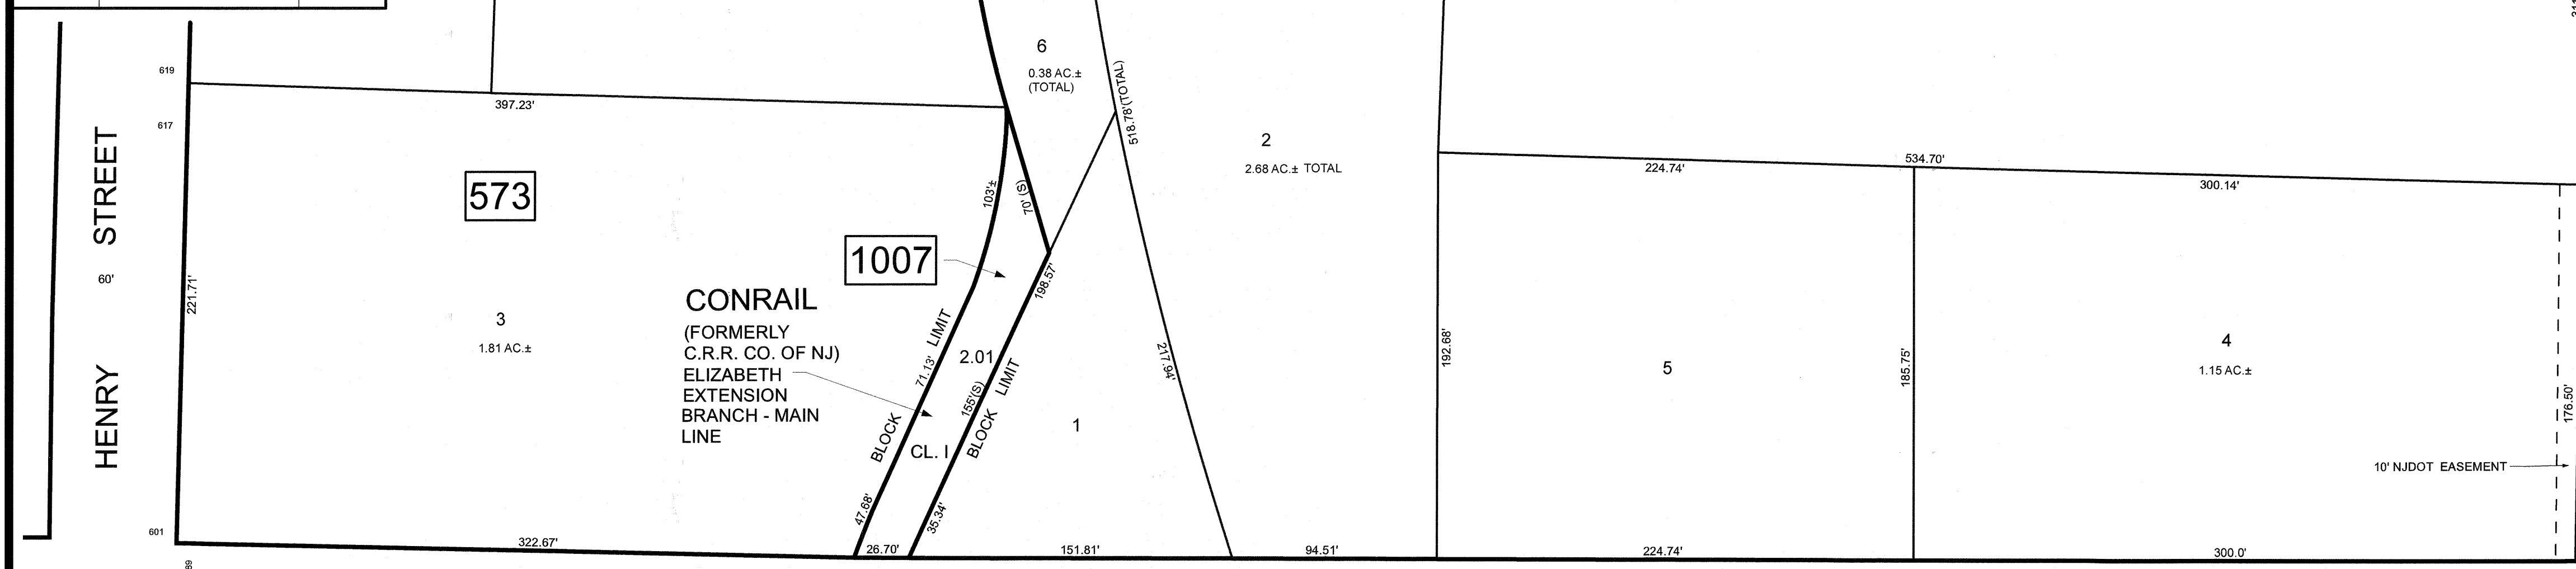 619
617
601
89
HENRY STREET
60'
221.71'
397.23'
573
3
1.81 AC.±
322.67'
CONRAIL
(FORMERLY
C.R.R. CO. OF NJ)
ELIZABETH
EXTENSION
BRANCH - MAIN
LINE
1007
103'±
70' (S)
71.13'
BLOCK LIMIT
47.68'
2.01
CL. I
26.70'
198.57'
155'(S)
BLOCK LIMIT
35.34'
6
0.38 AC.±
(TOTAL)
518.78'(TOTAL)
217.94'
1
151.81'
2
2.68 AC.± TOTAL
94.51'
192.68'
534.70'
224.74'
5
224.74'
185.75'
300.14'
4
1.15 AC.±
10' NJDOT EASEMENT
176.50'
300.0'